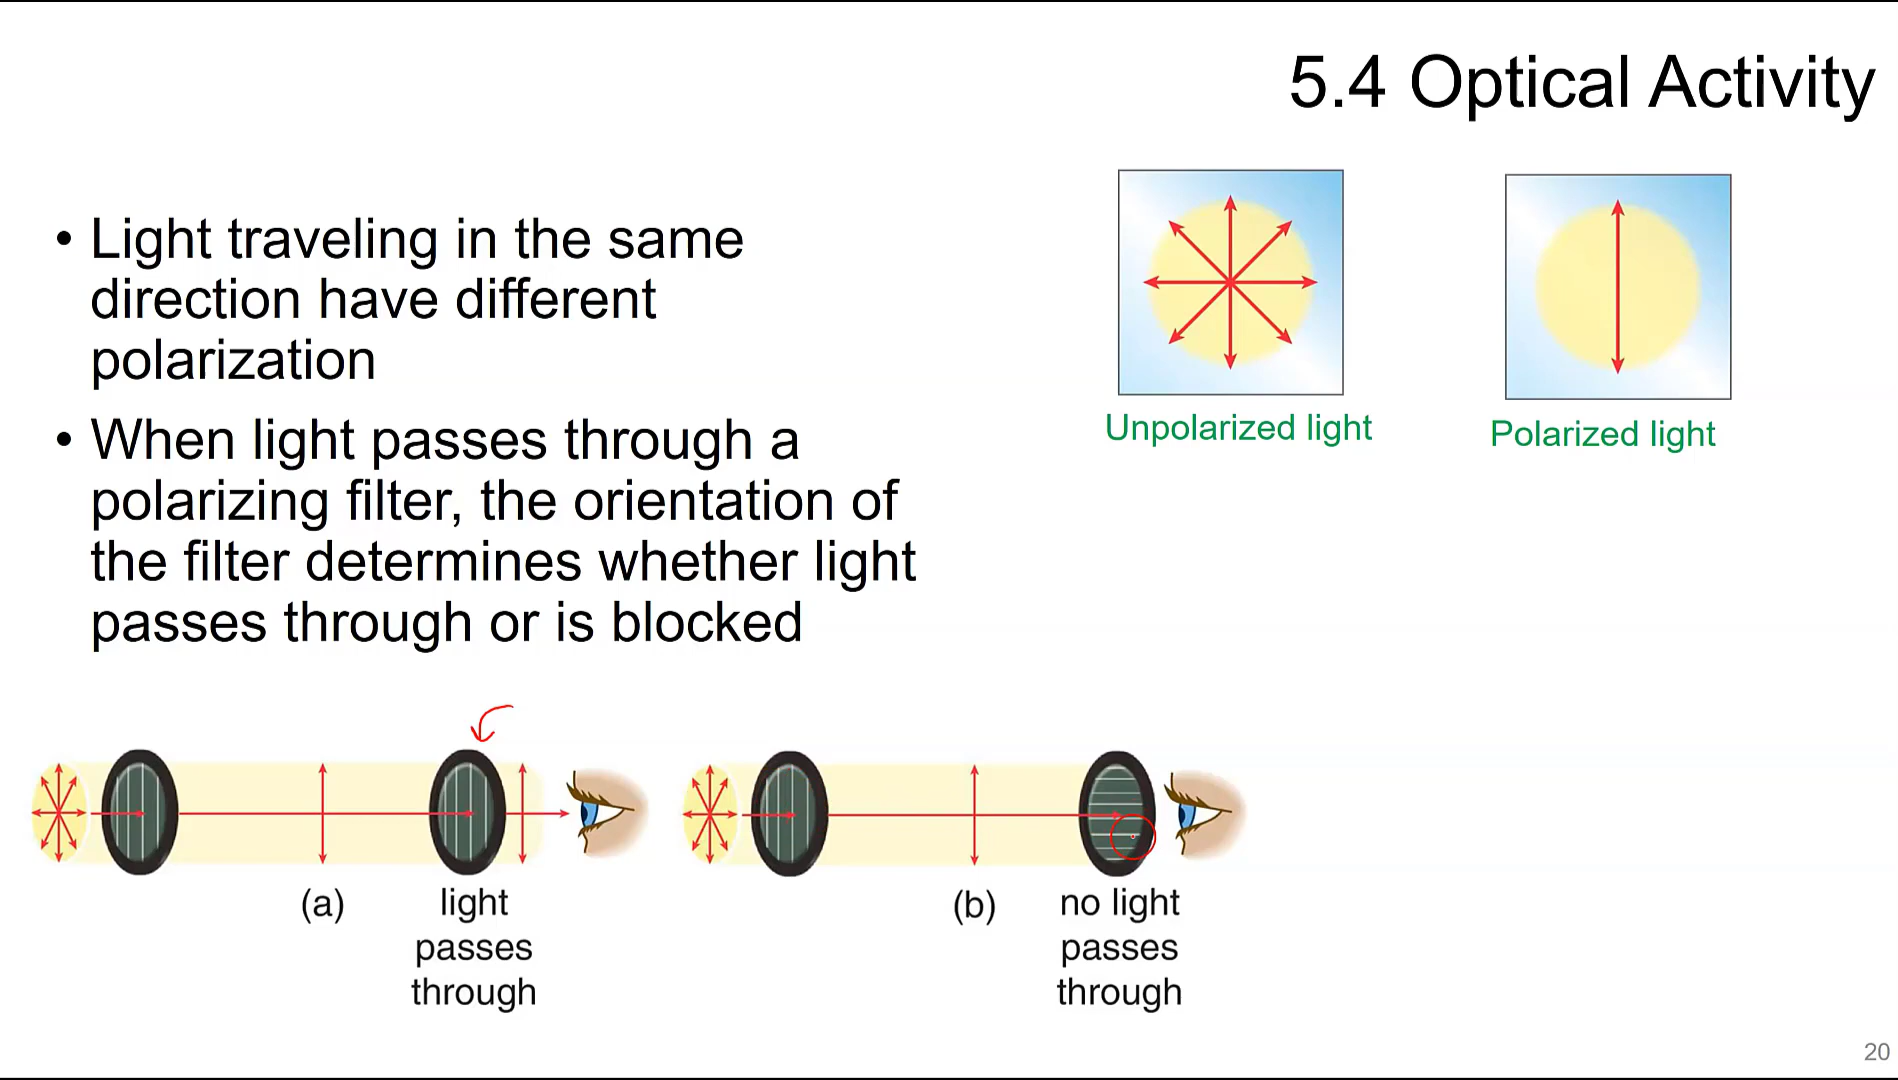 5.4 Optical Activity
• Light traveling in the same
direction have different
polarization
• When light passes through a
polarizing filter, the orientation of
the filter determines whether light
passes through or is blocked
Unpolarized light
Polarized light
(a)
light
passes
through
(b)
no light
passes
through
20